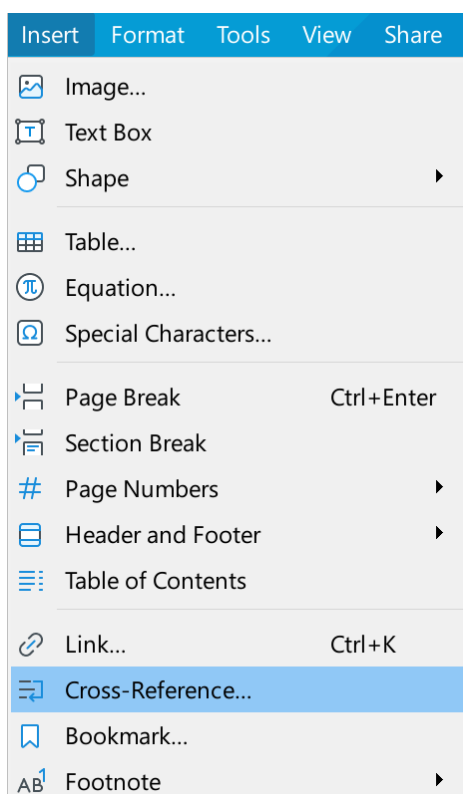 Insert Format Tools View Share
Image...
T Text Box
Shape
Table...
π Equation...
Ω Special Characters...
Page Break Ctrl+Enter
Section Break
# Page Numbers
Header and Footer
Table of Contents
Link... Ctrl+K
Cross-Reference...
Bookmark...
AB1 Footnote